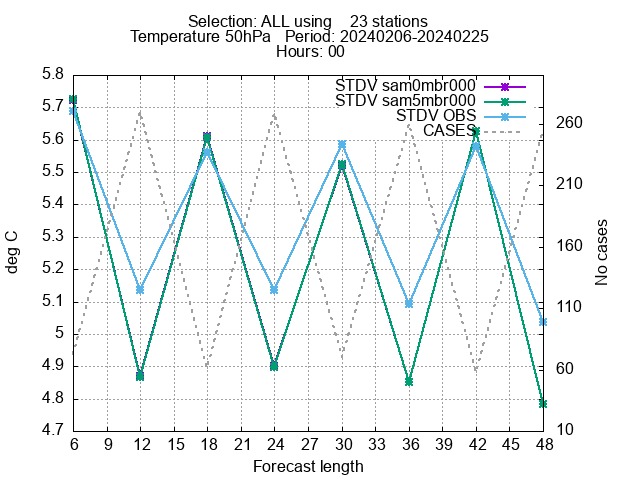 Selection: ALL using    23 stations
Temperature 50hPa   Period: 20240206-20240225
Hours: 00
STDV sam0mbr000
STDV sam5mbr000
STDV OBS
CASES
deg C
5.8
5.7
5.6
5.5
5.4
5.3
5.2
5.1
5
4.9
4.8
4.7
No cases
260
210
160
110
60
10
6 9 12 15 18 21 24 27 30 33 36 39 42 45 48
Forecast length